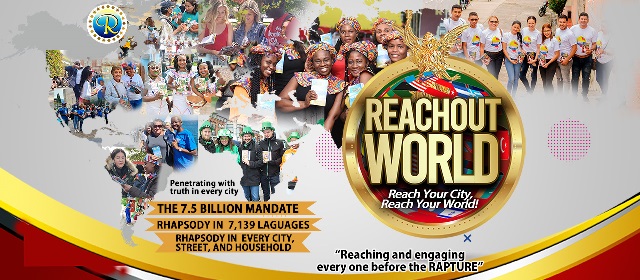 R
REACHOUT
WORLD
Reach Your City,
Reach Your World!
Penetrating with
truth in every city
THE 7.5 BILLION MANDATE
RHAPSODY IN 7,139 LAGUAGES
RHAPSODY IN EVERY CITY,
STREET, AND HOUSEHOLD
"Reaching and engaging
every one before the RAPTURE"